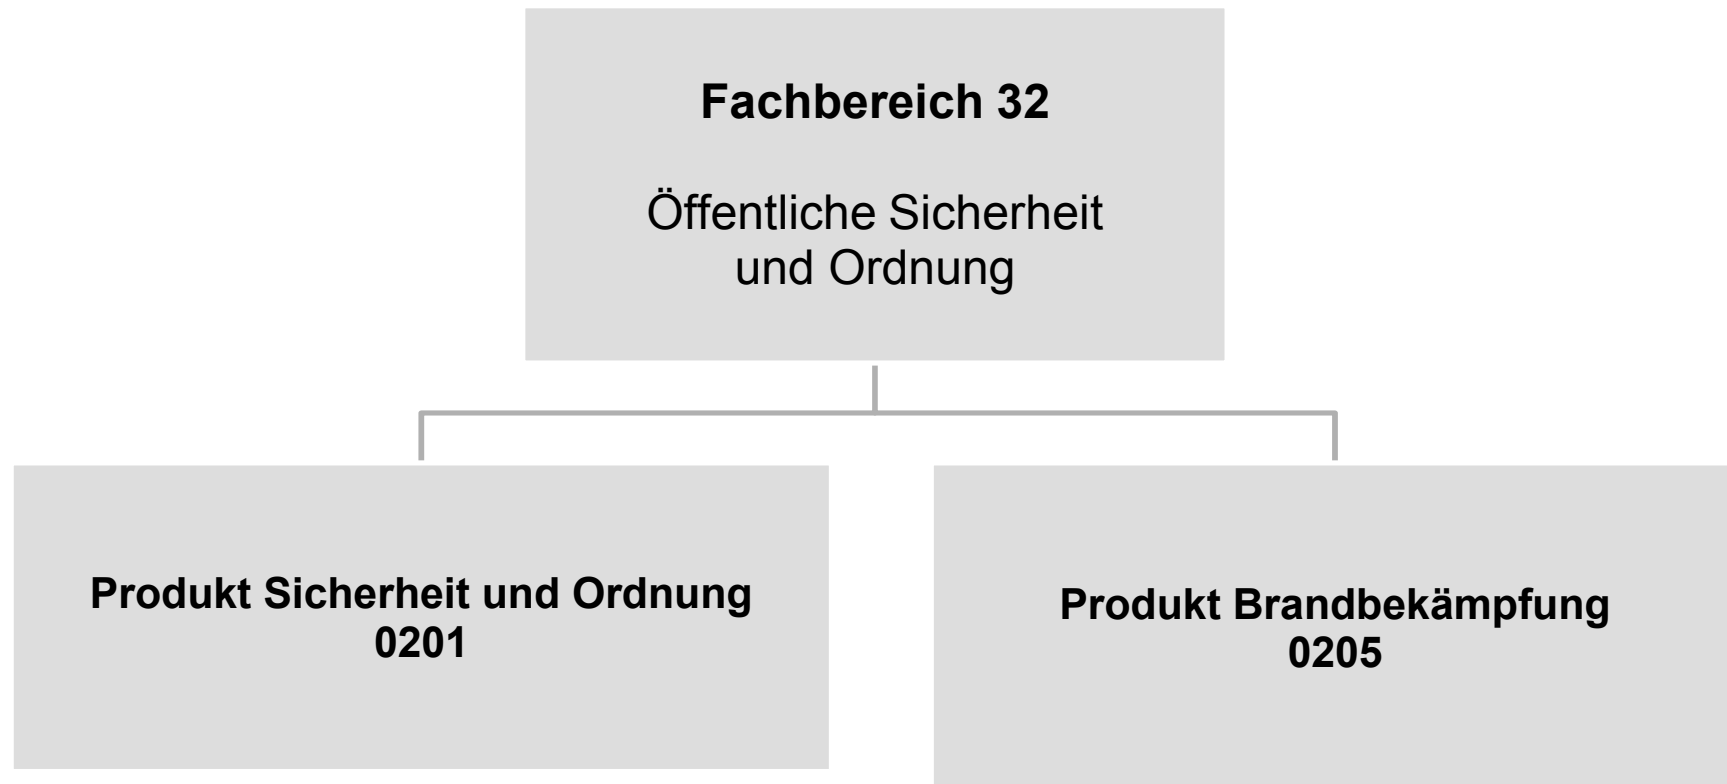 Fachbereich 32
Öffentliche Sicherheit
und Ordnung
Produkt Sicherheit und Ordnung
0201
Produkt Brandbekämpfung
0205